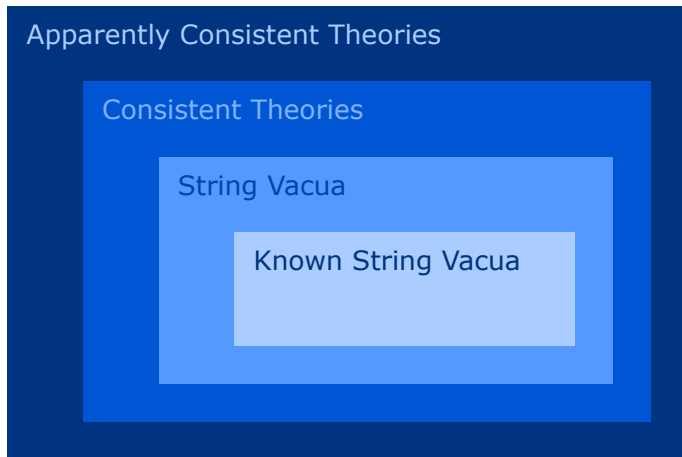 Apparently Consistent Theories
Consistent Theories
String Vacua
Known String Vacua